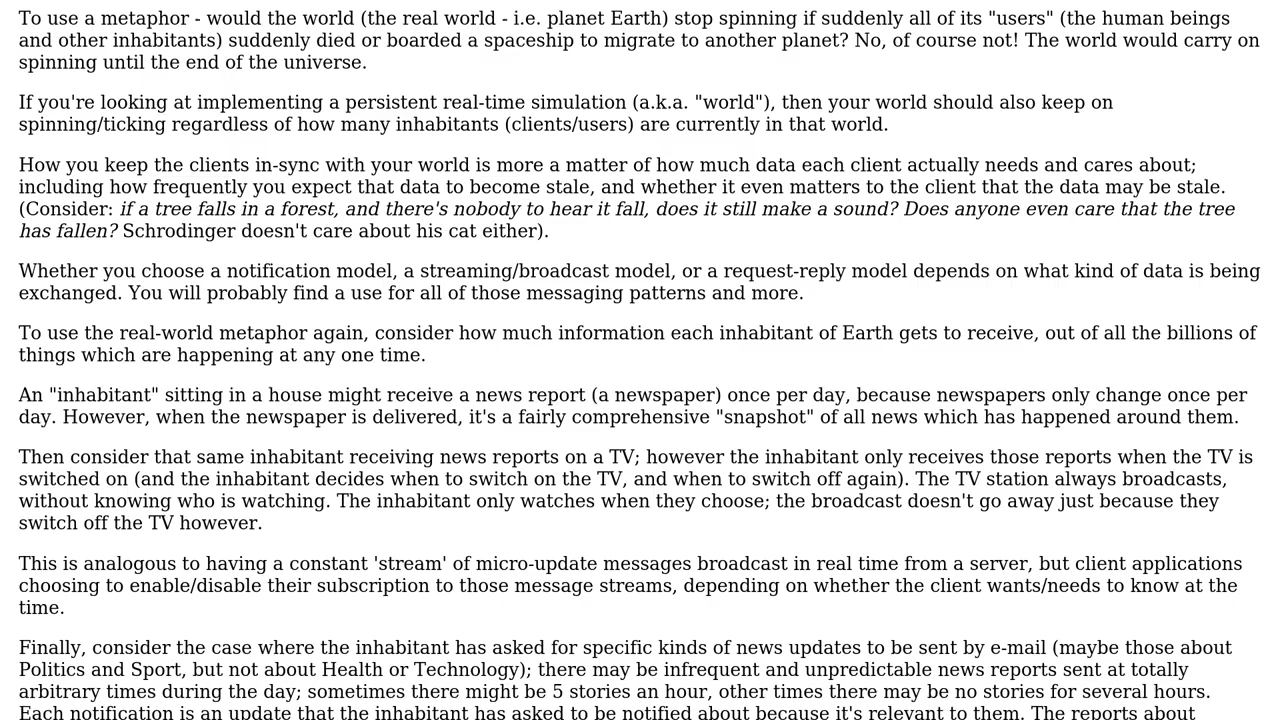 To use a metaphor - would the world (the real world - i.e. planet Earth) stop spinning if suddenly all of its "users" (the human beings
and other inhabitants) suddenly died or boarded a spaceship to migrate to another planet? No, of course not! The world would carry on
spinning until the end of the universe.
If you're looking at implementing a persistent real-time simulation (a.k.a. "world"), then your world should also keep on
spinning/ticking regardless of how many inhabitants (clients/users) are currently in that world.
How you keep the clients in-sync with your world is more a matter of how much data each client actually needs and cares about;
including how frequently you expect that data to become stale, and whether it even matters to the client that the data may be stale.
(Consider: if a tree falls in a forest, and there's nobody to hear it fall, does it still make a sound? Does anyone even care that the tree
has fallen? Schrodinger doesn't care about his cat either).
Whether you choose a notification model, a streaming/broadcast model, or a request-reply model depends on what kind of data is being
exchanged. You will probably find a use for all of those messaging patterns and more.
To use the real-world metaphor again, consider how much information each inhabitant of Earth gets to receive, out of all the billions of
things which are happening at any one time.
An "inhabitant" sitting in a house might receive a news report (a newspaper) once per day, because newspapers only change once per
day. However, when the newspaper is delivered, it's a fairly comprehensive "snapshot" of all news which has happened around them.
Then consider that same inhabitant receiving news reports on a TV; however the inhabitant only receives those reports when the TV is
switched on (and the inhabitant decides when to switch on the TV, and when to switch off again). The TV station always broadcasts,
without knowing who is watching. The inhabitant only watches when they choose; the broadcast doesn't go away just because they
switch off the TV however.
This is analogous to having a constant 'stream' of micro-update messages broadcast in real time from a server, but client applications
choosing to enable/disable their subscription to those message streams, depending on whether the client wants/needs to know at the
time.
Finally, consider the case where the inhabitant has asked for specific kinds of news updates to be sent by e-mail (maybe those about
Politics and Sport, but not about Health or Technology); there may be infrequent and unpredictable news reports sent at totally
arbitrary times during the day; sometimes there might be 5 stories an hour, other times there may be no stories for several hours.
Each notification is an update that the inhabitant has asked to be notified about because it's relevant to them. The reports about